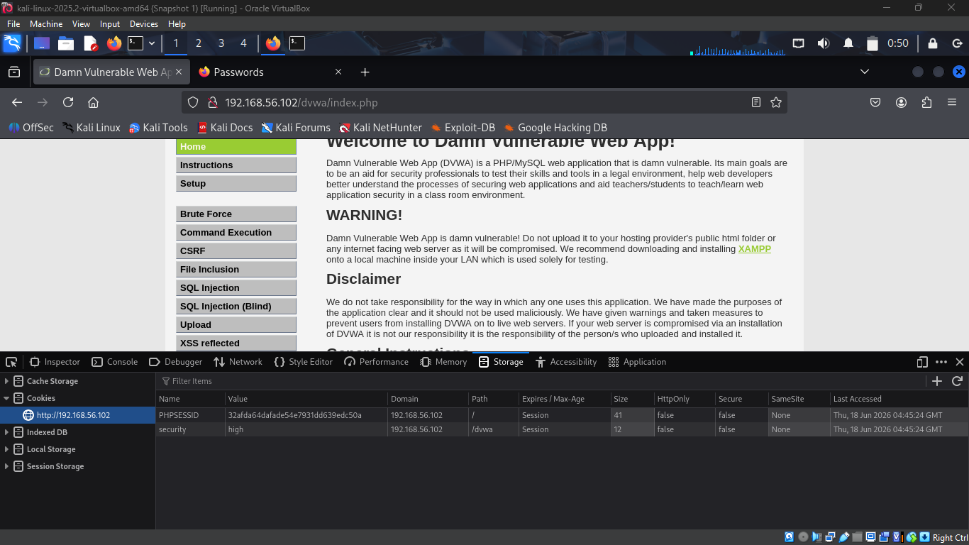 kali-linux-2025.2-virtualbox-amd64 (Snapshot 1) [Running] - Oracle VirtualBox
File Machine View Input Devices Help
1 2 3 4 0:50
Damn Vulnerable Web Ap Passwords
192.168.56.102/dvwa/index.php
OffSec Kali Linux Kali Tools Kali Docs Kali Forums Kali NetHunter Exploit-DB Google Hacking DB
Home
Instructions
Setup
Brute Force
Command Execution
CSRF
File Inclusion
SQL Injection
SQL Injection (Blind)
Upload
XSS reflected
Welcome to Damn Vulnerable Web App!
Damn Vulnerable Web App (DVWA) is a PHP/MySQL web application that is damn vulnerable. Its main goals are
to be an aid for security professionals to test their skills and tools in a legal environment, help web developers
better understand the processes of securing web applications and aid teachers/students to teach/learn web
application security in a class room environment.
WARNING!
Damn Vulnerable Web App is damn vulnerable! Do not upload it to your hosting provider's public html folder or
any internet facing web server as it will be compromised. We recommend downloading and installing XAMPP
onto a local machine inside your LAN which is used solely for testing.
Disclaimer
We do not take responsibility for the way in which any one uses this application. We have made the purposes of
the application clear and it should not be used maliciously. We have given warnings and taken measures to
prevent users from installing DVWA on to live web servers. If your web server is compromised via an installation
of DVWA it is not our responsibility it is the responsibility of the person/s who uploaded and installed it.
General Instructions
Inspector Console Debugger Network Style Editor Performance Memory Storage Accessibility Application
Cache Storage
Cookies
http://192.168.56.102
Indexed DB
Local Storage
Session Storage
Filter Items
Name Value Domain Path Expires / Max-Age Size HttpOnly Secure SameSite Last Accessed
PHPSESSID 32afda64dafade54e7931dd639edc50a 192.168.56.102 / Session 41 false false None Thu, 18 Jun 2026 04:45:24 GMT
security high 192.168.56.102 /dvwa Session 12 false false None Thu, 18 Jun 2026 04:45:24 GMT
Right Ctrl